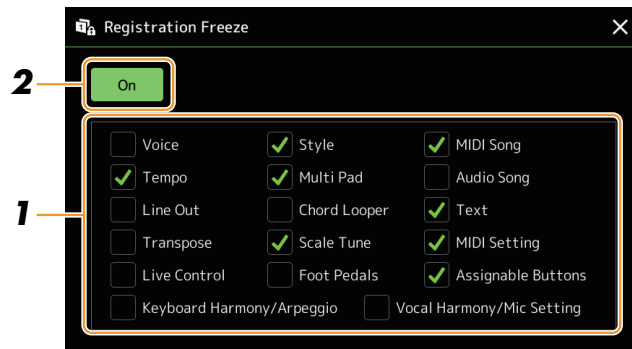 Registration Freeze
2
On
Voice Style MIDI Song
Tempo Multi Pad Audio Song
1
Line Out Chord Looper Text
Transpose Scale Tune MIDI Setting
Live Control Foot Pedals Assignable Buttons
Keyboard Harmony/Arpeggio Vocal Harmony/Mic Setting